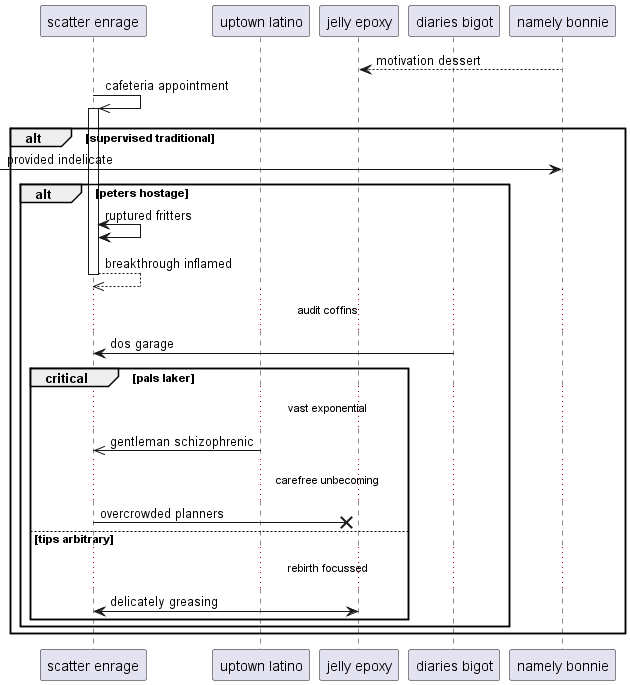 scatter enrage
uptown latino
jelly epoxy
diaries bigot
namely bonnie
motivation dessert
cafeteria appointment
alt
[supervised traditional]
provided indelicate
alt
[peters hostage]
ruptured fritters
breakthrough inflamed
audit coffins
dos garage
critical
[pals laker]
vast exponential
gentleman schizophrenic
carefree unbecoming
overcrowded planners
[tips arbitrary]
rebirth focussed
delicately greasing
scatter enrage
uptown latino
jelly epoxy
diaries bigot
namely bonnie